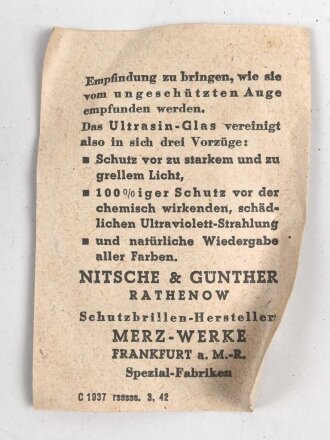 Empfindung zu bringen, wie sie
vom ungeschützten Auge
empfunden werden.
Das Ultrasin-Glas vereinigt
also in sich drei Vorzüge:
■ Schutz vor zu starkem und zu
grellem Licht,
■ 100%iger Schutz vor der
chemisch wirkenden, schäd-
lichen Ultraviolett-Strahlung
■ und natürliche Wiedergabe
aller Farben.
NITSCHE & GÜNTHER
RATHENOW
Schutzbrillen-Hersteller
MERZ-WERKE
FRANKFURT a. M.-R.
Spezial-Fabriken
C 1937 rsssss. 3. 42